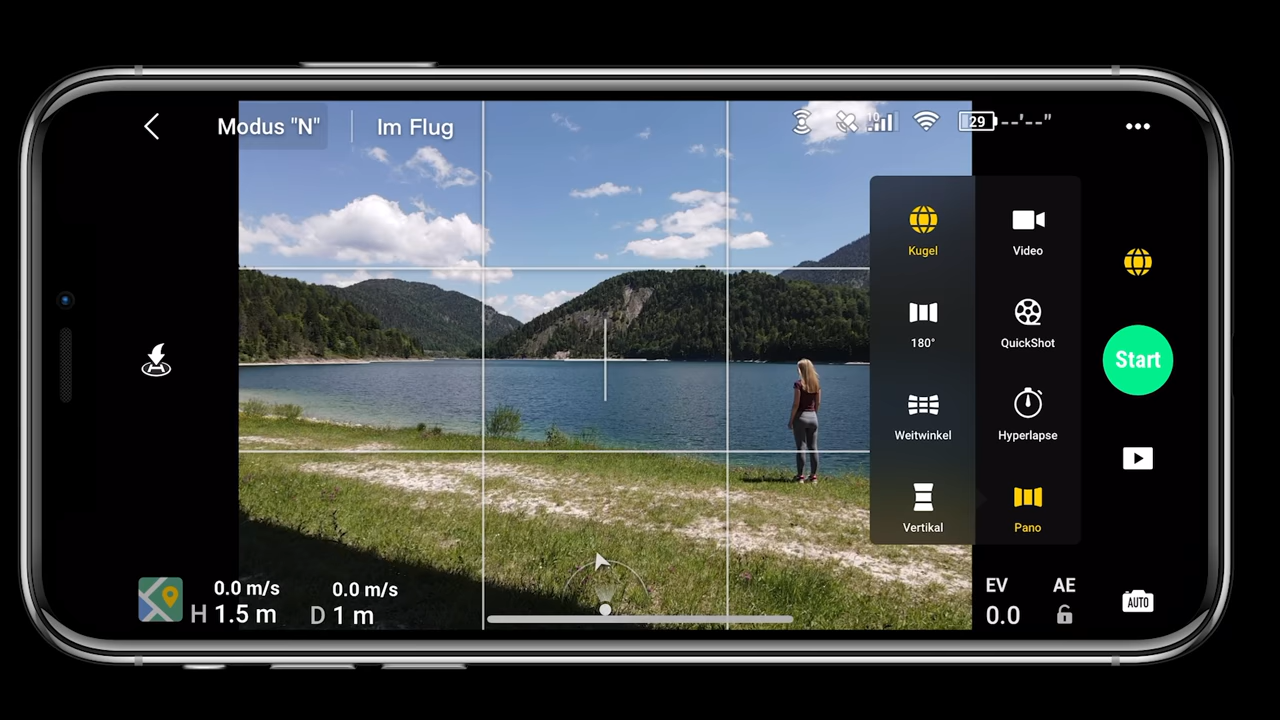 Modus "N"
Im Flug
29
--'--"
Kugel
Video
180°
QuickShot
Weitwinkel
Hyperlapse
Vertikal
Pano
Start
0.0 m/s
0.0 m/s
H 1.5 m
D 1 m
EV
AE
0.0
AUTO